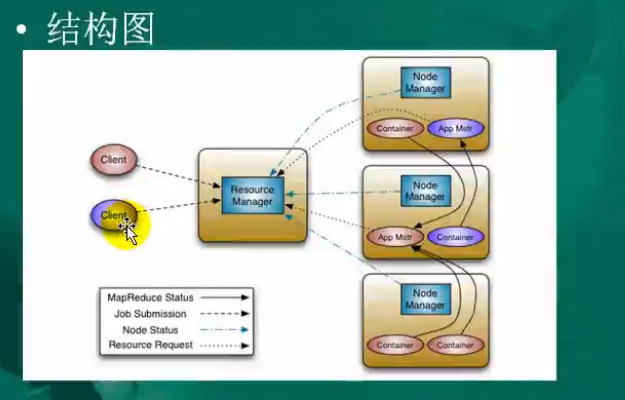 • 结构图
Node
Manager
Container
App Mstr
Client
Resource
Manager
Client
Node
Manager
App Mstr
Container
Node
Manager
Container
Container
MapReduce Status
Job Submission
Node Status
Resource Request